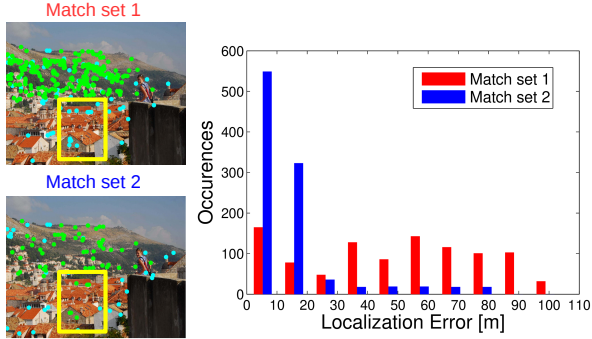 Match set 1
Match set 2
600
500
400
300
200
100
0
Occurences
Match set 1
Match set 2
0 10 20 30 40 50 60 70 80 90 100 110
Localization Error [m]